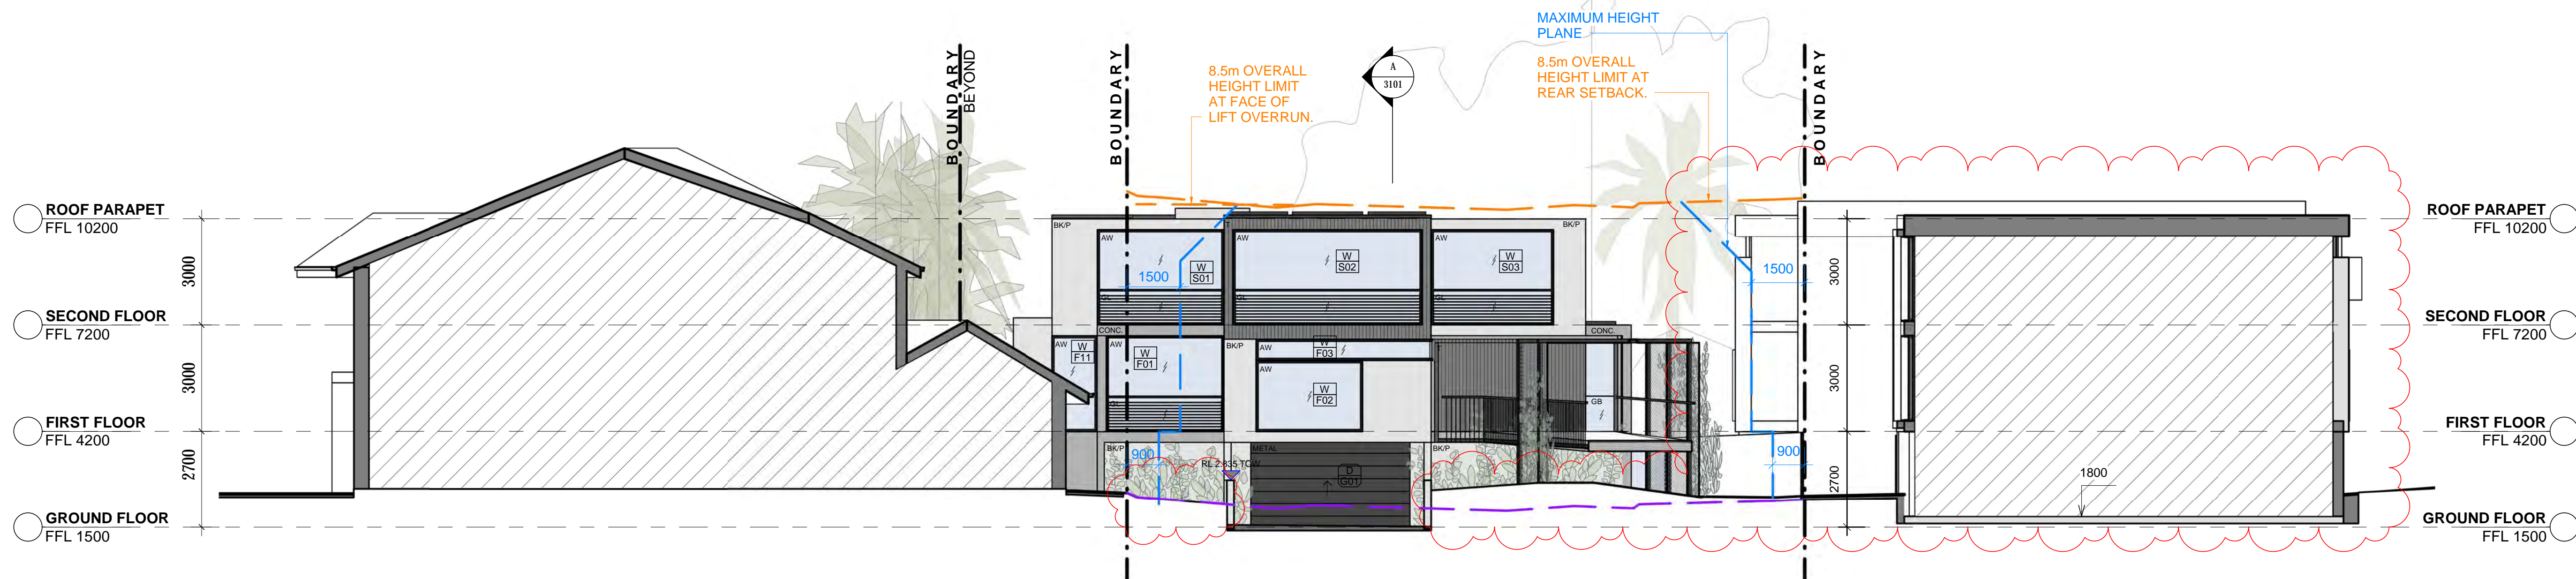 MAXIMUM HEIGHT
PLANE
8.5m OVERALL
HEIGHT LIMIT AT
REAR SETBACK.
8.5m OVERALL
HEIGHT LIMIT
AT FACE OF
LIFT OVERRUN.
A
3101
BOUNDARY
BEYOND
BOUNDARY
BOUNDARY
ROOF PARAPET
FFL 10200
3000
SECOND FLOOR
FFL 7200
3000
FIRST FLOOR
FFL 4200
2700
GROUND FLOOR
FFL 1500
BK/P
AW
W
S01
1500
GL
AW
W
S02
GL
AW
W
S03
GL
BK/P
CONC.
CONC.
AW
W
F11
AW
W
F01
GL
BK/P
AW
W
F03
AW
W
F02
GB
BK/P
900
RL 2.835 TOW
METAL
D
G01
BK/P
1500
3000
3000
900
2700
1800
ROOF PARAPET
FFL 10200
SECOND FLOOR
FFL 7200
FIRST FLOOR
FFL 4200
GROUND FLOOR
FFL 1500